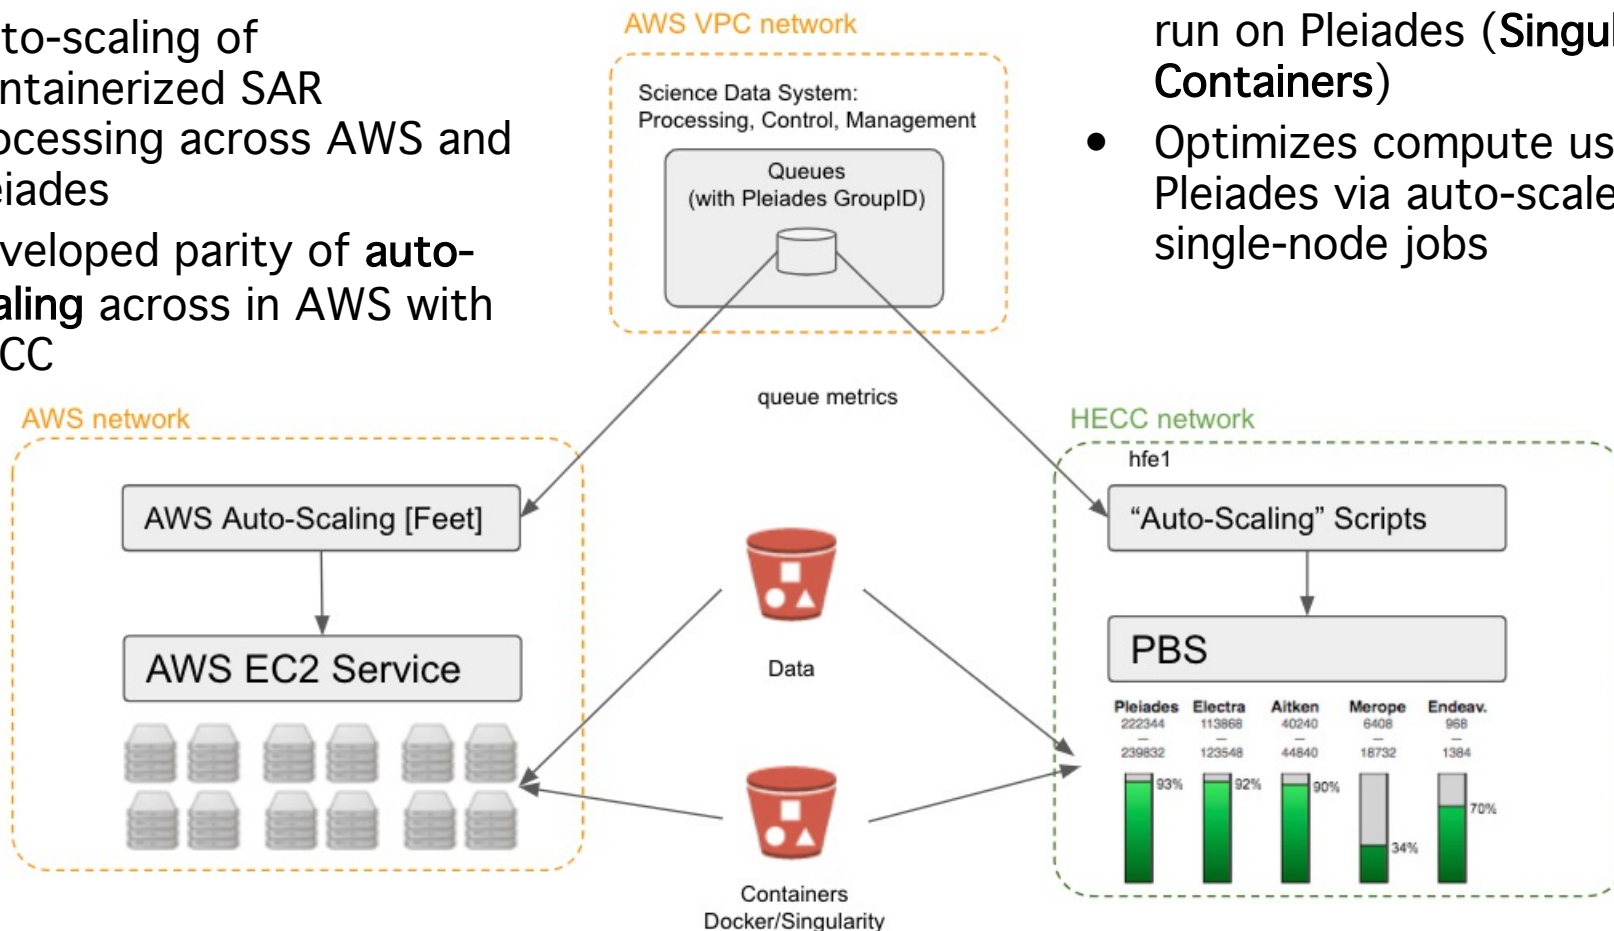 to-scaling of
ntainerized SAR
ocessing across AWS and
eiades
veloped parity of auto-
aling across in AWS with
CC
AWS VPC network
Science Data System:
Processing, Control, Management
Queues
(with Pleiades GroupID)
run on Pleiades (Singul
Containers)
• Optimizes compute us
Pleiades via auto-scale
single-node jobs
queue metrics
AWS network
AWS Auto-Scaling [Feet]
AWS EC2 Service
Data
Containers
Docker/Singularity
HECC network
hfe1
“Auto-Scaling” Scripts
PBS
Pleiades Electra Aitken Merope Endeav.
222344 113868 40240 6408 968
— — — — —
239832 123548 44840 18732 1384
93% 92% 90% 34% 70%